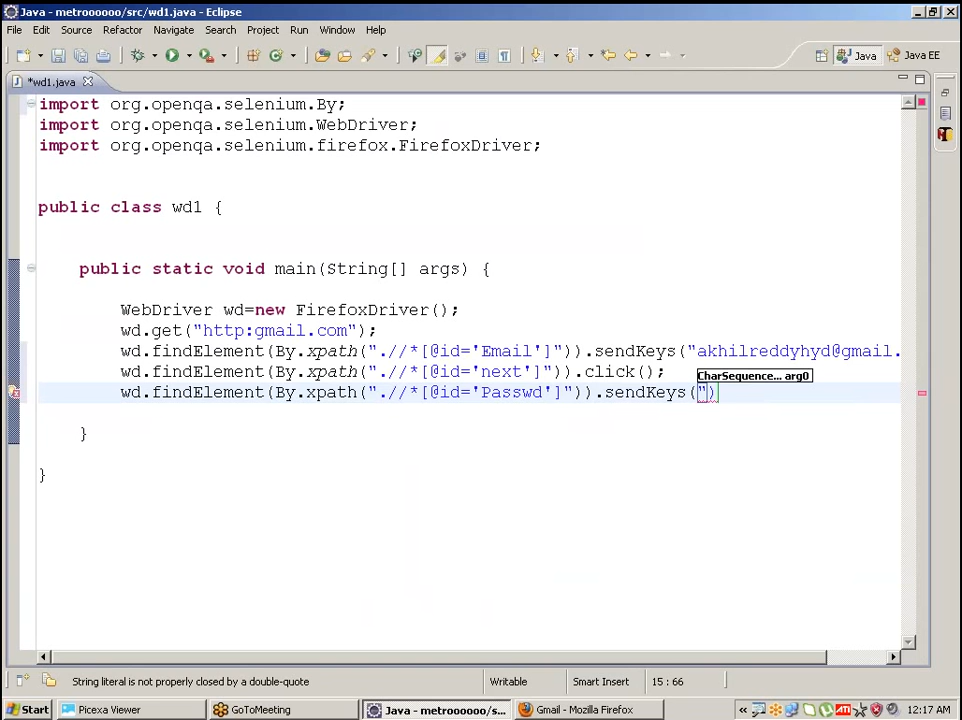 Java - metroooooo/src/wd1.java - Eclipse
File Edit Source Refactor Navigate Search Project Run Window Help
Java Java EE
*wd1.java
import org.openqa.selenium.By;
import org.openqa.selenium.WebDriver;
import org.openqa.selenium.firefox.FirefoxDriver;
public class wd1 {
public static void main(String[] args) {
WebDriver wd=new FirefoxDriver();
wd.get("http:gmail.com");
wd.findElement(By.xpath(".//*[@id='Email']")).sendKeys("akhilreddyhyd@gmail.
wd.findElement(By.xpath(".//*[@id='next']")).click();
CharSequence... arg0
wd.findElement(By.xpath(".//*[@id='Passwd']")).sendKeys(")
}
}
String literal is not properly closed by a double-quote Writable Smart Insert 15 : 66
Start Picexa Viewer GoToMeeting Java - metroooooo/s... Gmail - Mozilla Firefox « ATI 12:17 AM